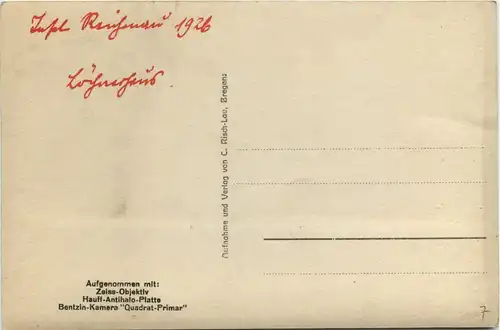 Insel Reichenau 1926
Löchnerhaus.
Aufnahme und Verlag von C. Risch-Lau, Bregenz
Aufgenommen mit:
Zeiss-Objektiv
Hauff-Antihalo-Platte
Bentzin-Kamera "Quadrat-Primar"
7